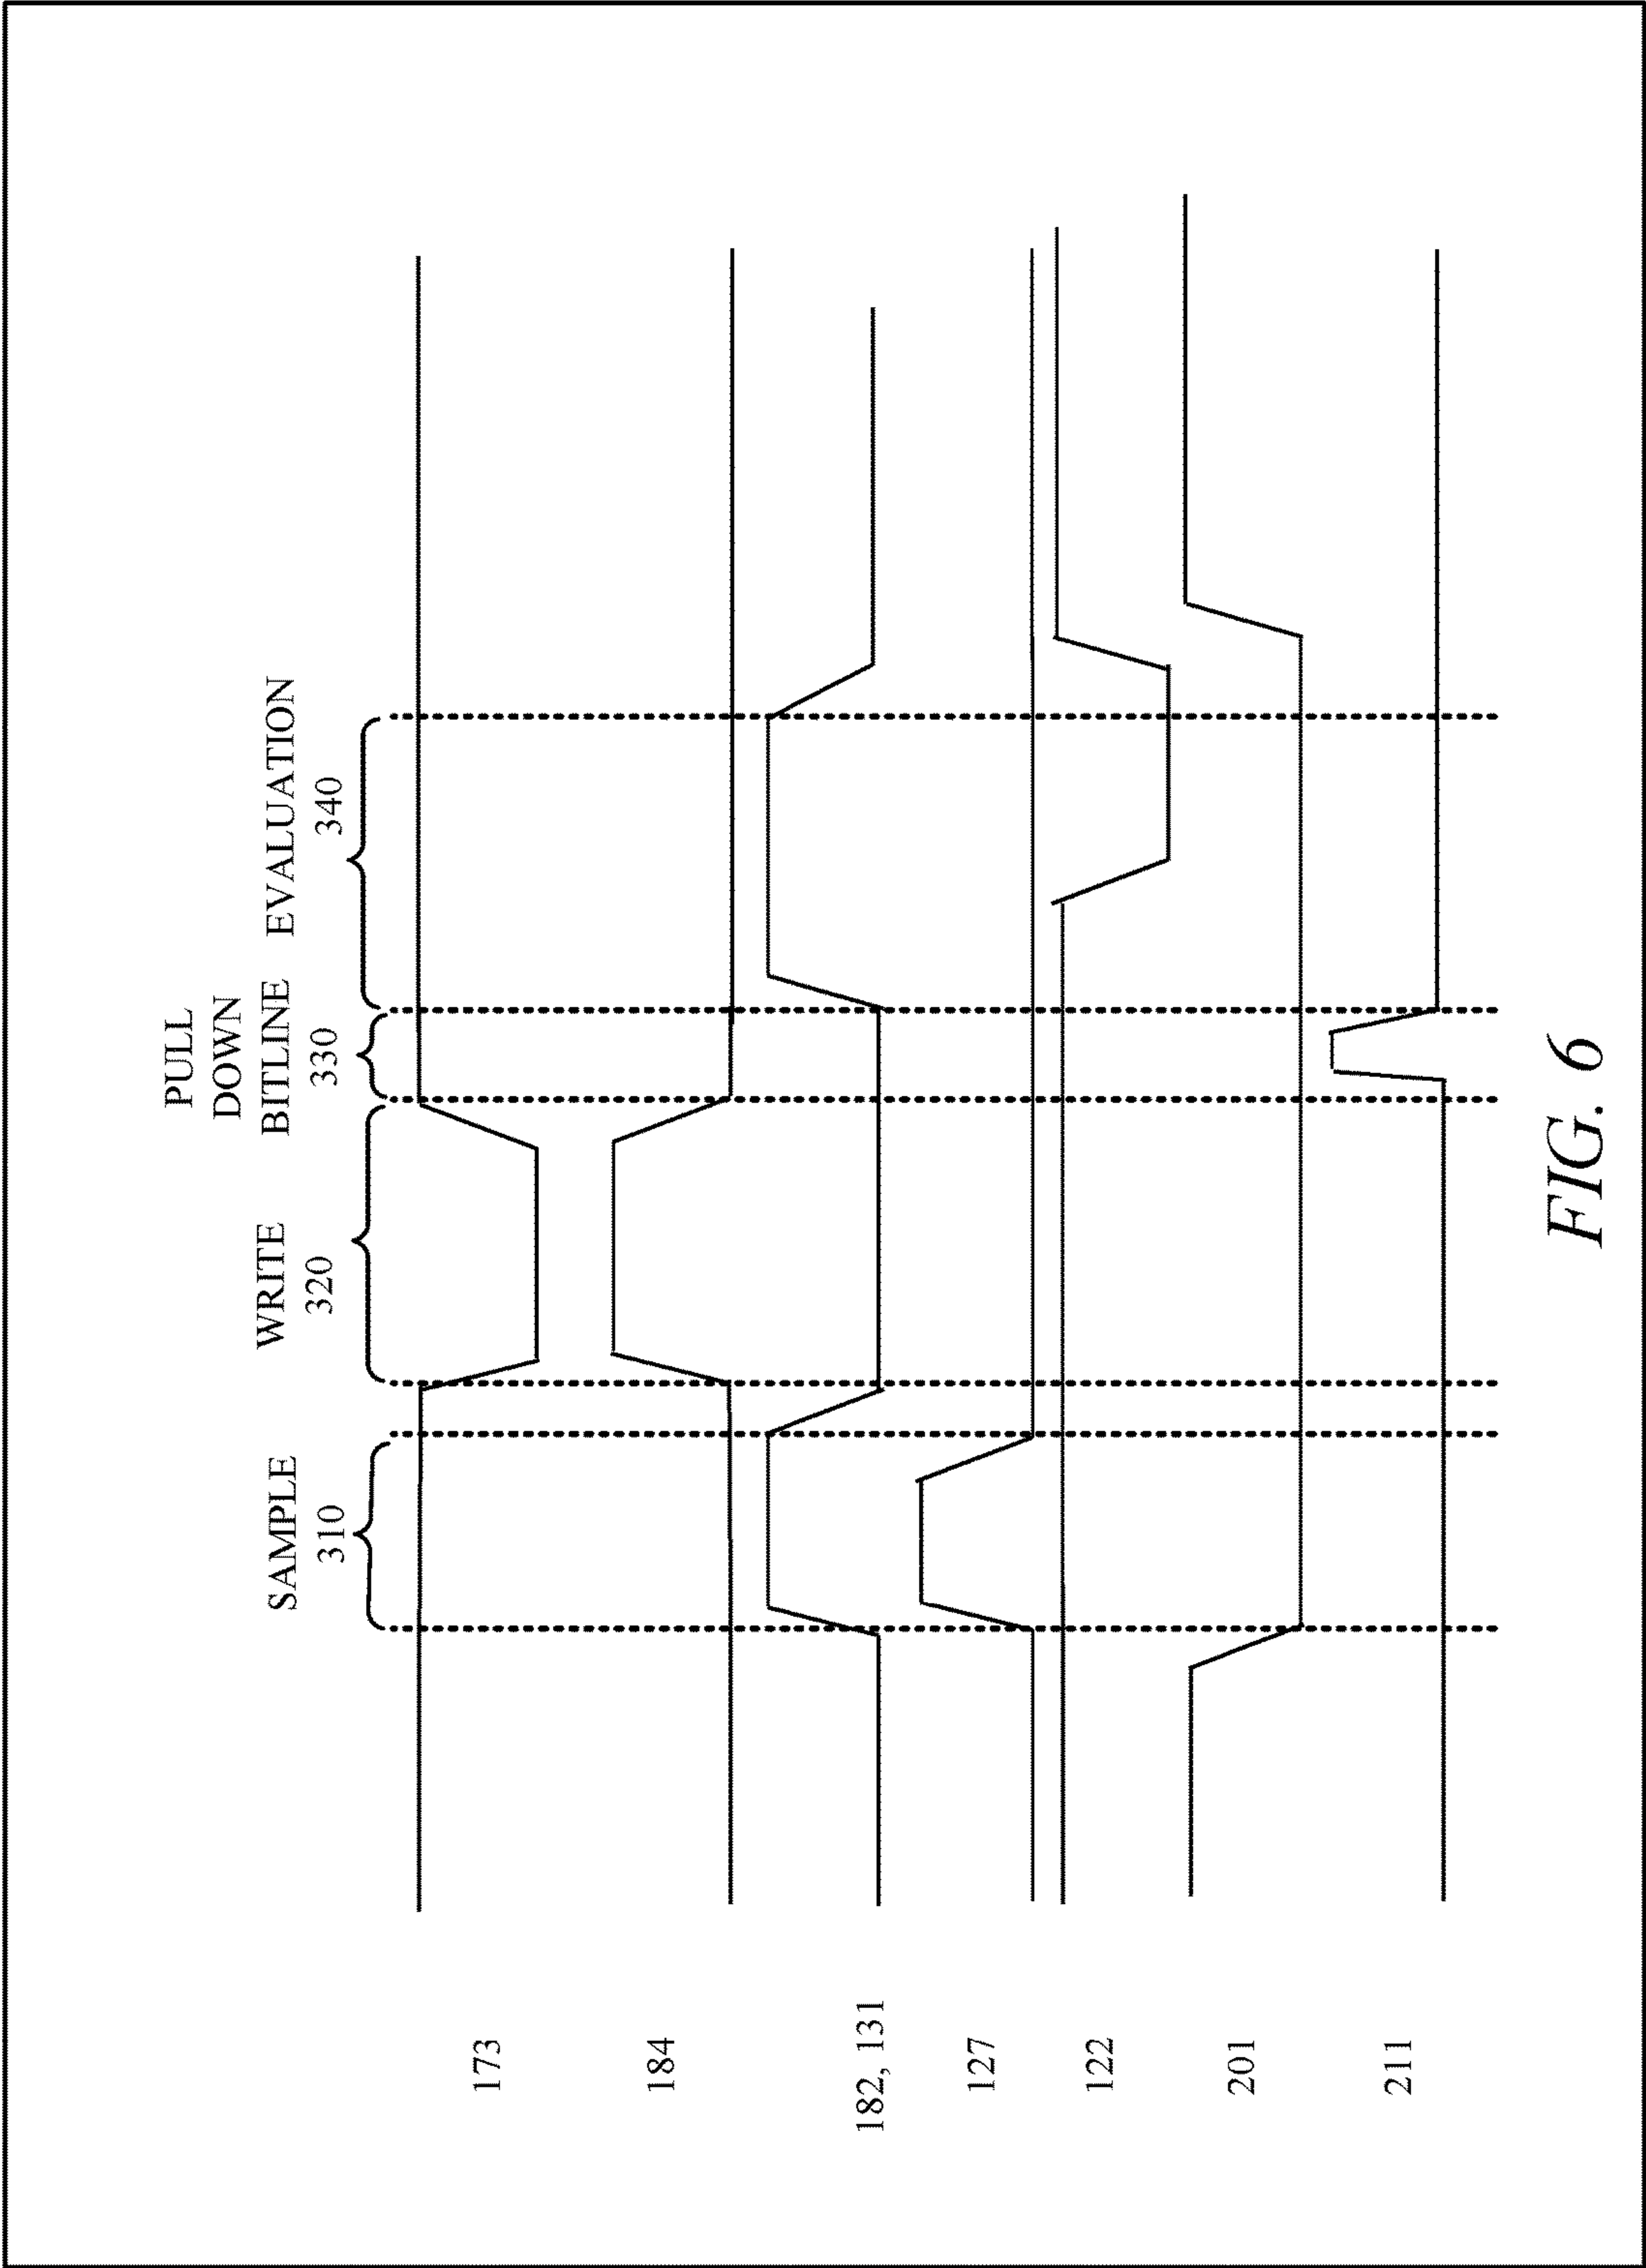 SAMPLE
310
WRITE
320
PULL
DOWN
BITLINE
330
EVALUATION
340
173
184
182, 131
127
122
201
211
FIG. 6